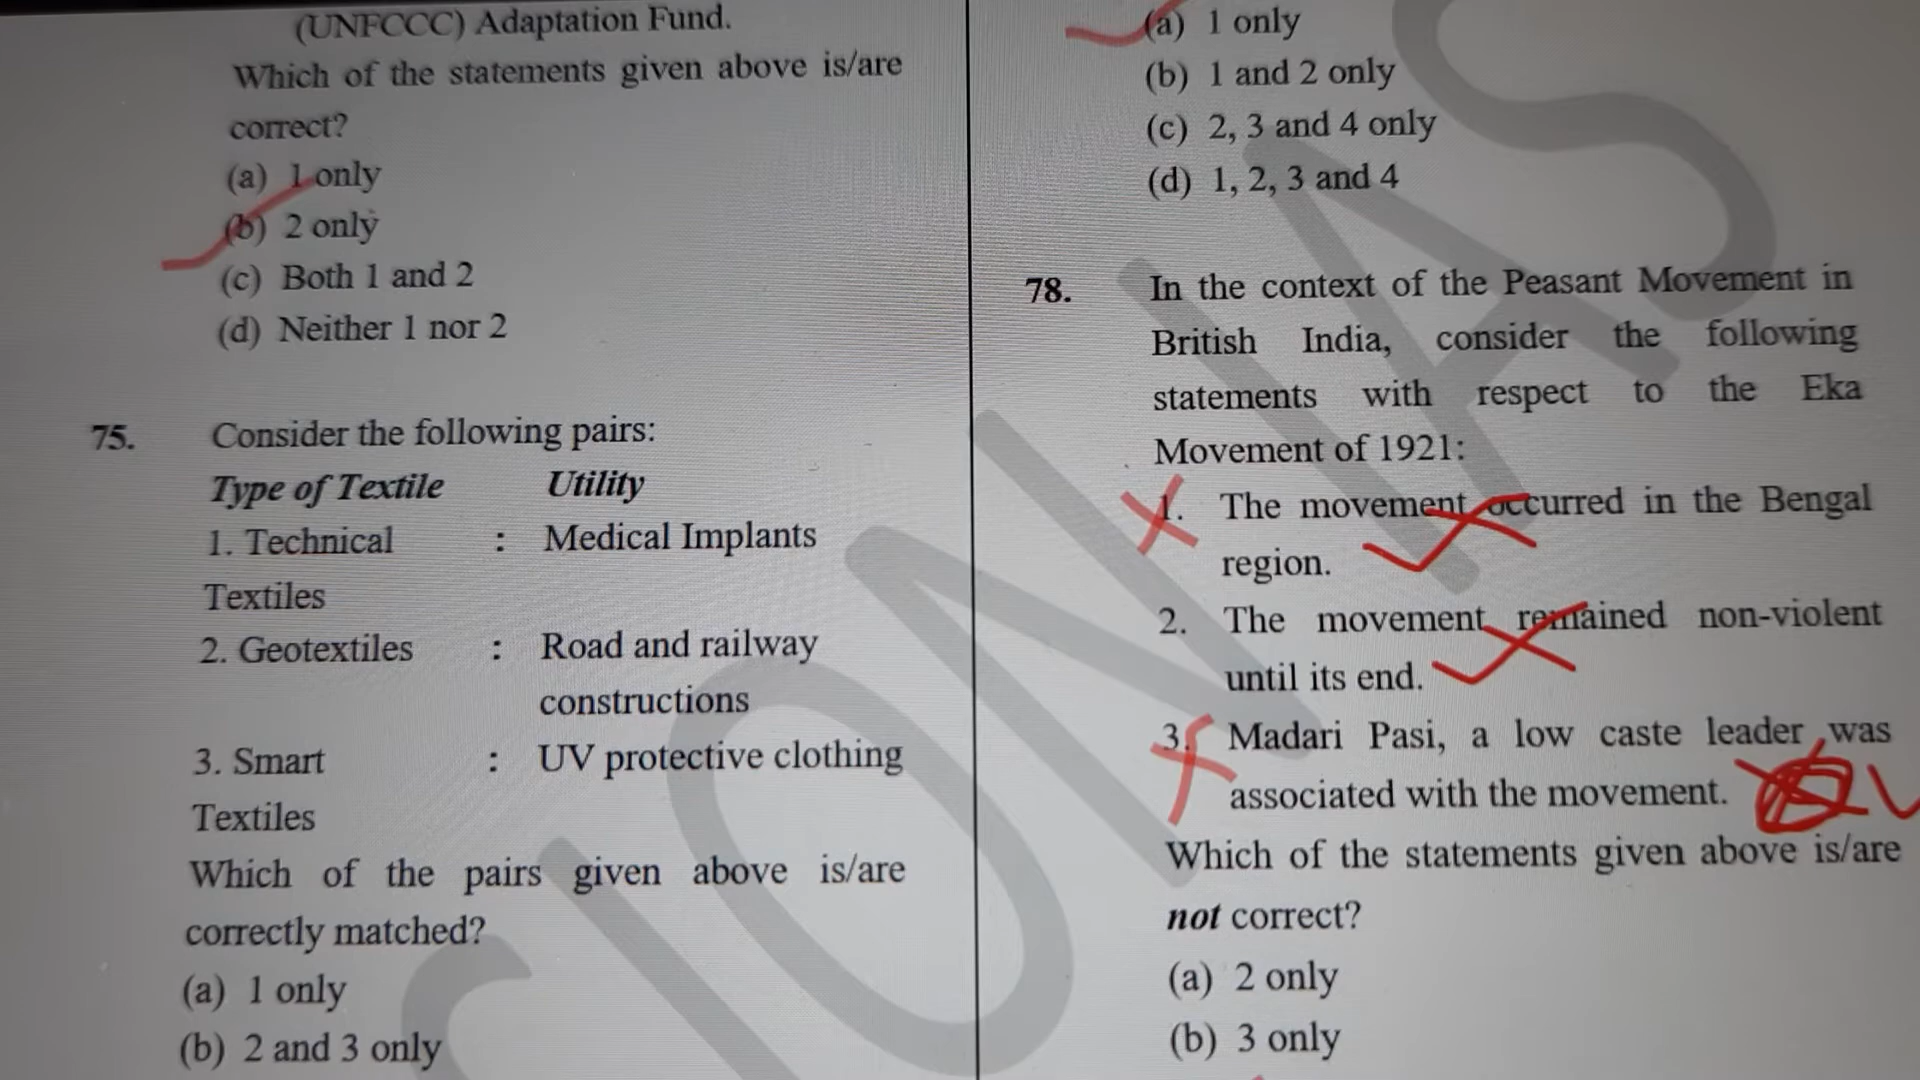 (UNFCCC) Adaptation Fund.
Which of the statements given above is/are
correct?
(a) 1 only
(b) 2 only
(c) Both 1 and 2
(d) Neither 1 nor 2
75. Consider the following pairs:
Type of Textile Utility
1. Technical : Medical Implants
Textiles
2. Geotextiles : Road and railway
constructions
3. Smart : UV protective clothing
Textiles
Which of the pairs given above is/are
correctly matched?
(a) 1 only
(b) 2 and 3 only
(a) 1 only
(b) 1 and 2 only
(c) 2, 3 and 4 only
(d) 1, 2, 3 and 4
78. In the context of the Peasant Movement in
British India, consider the following
statements with respect to the Eka
Movement of 1921:
1. The movement occurred in the Bengal
region.
2. The movement remained non-violent
until its end.
3. Madari Pasi, a low caste leader was
associated with the movement.
Which of the statements given above is/are
not correct?
(a) 2 only
(b) 3 only
SION IAS